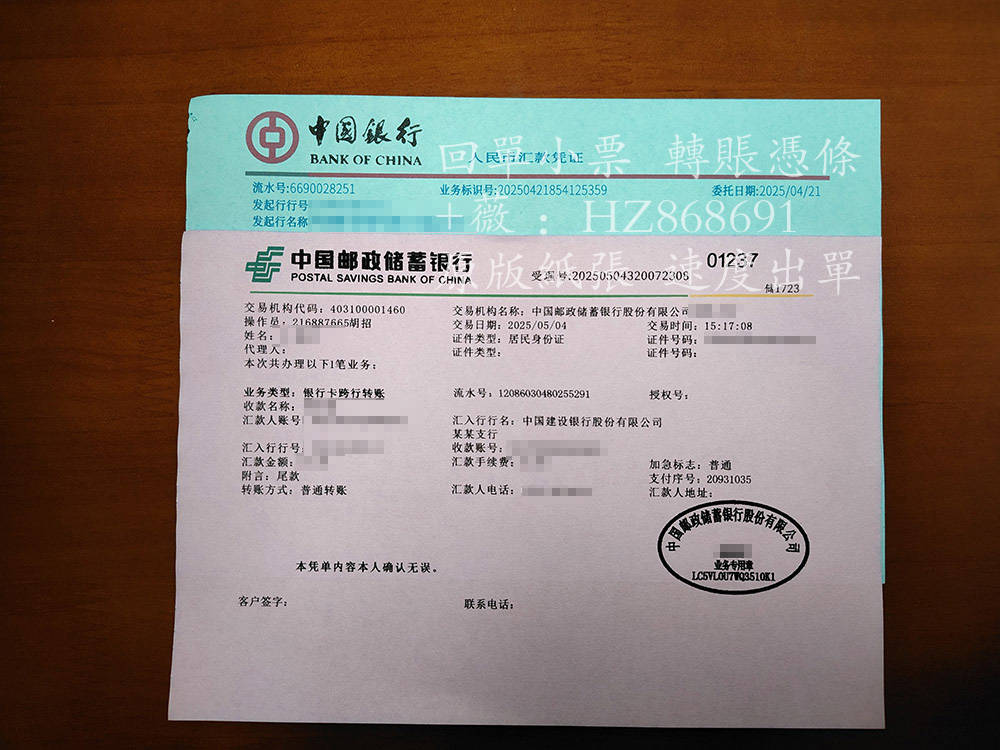 中国銀行
BANK OF CHINA
人民币汇款凭证
回單小票 轉賬憑條
流水号:6690028251 业务标识号:20250421854125359 委托日期:2025/04/21
发起行行号
发起行名称
+薇：HZ868691
中国邮政储蓄银行
POSTAL SAVINGS BANK OF CHINA
受理号:20250504320072305 01237
原版紙張 速度出單
储1723
交易机构代码：403100001460 交易机构名称：中国邮政储蓄银行股份有限公司
操作员：216887665胡招 交易日期：2025/05/04 交易时间：15:17:08
姓名： 证件类型：居民身份证 证件号码：
代理人： 证件类型： 证件号码：
本次共办理以下1笔业务；
业务类型：银行卡跨行转账 流水号：12086030480255291 授权号：
收款名称：
汇款人账号 汇入行行名：中国建设银行股份有限公司
某某支行
汇入行行号： 收款账号：
汇款金额： 汇款手续费： 加急标志：普通
附言：尾款 支付序号：20931035
转账方式：普通转账 汇款人电话： 汇款人地址：
中国邮政储蓄银行股份有限公司
业务专用章
LC5VL0U7WQ3510K1
本凭单内容本人确认无误。
客户签字： 联系电话：